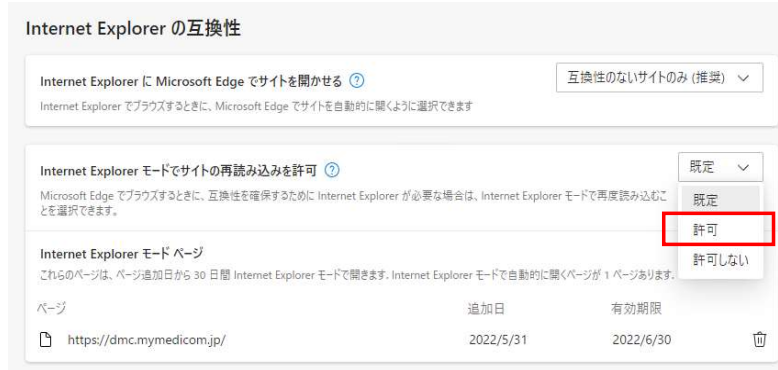 Internet Explorer の互換性
Internet Explorer に Microsoft Edge でサイトを開かせる ?
互換性のないサイトのみ (推奨)
Internet Explorer でブラウズするときに、Microsoft Edge でサイトを自動的に開くように選択できます
Internet Explorer モードでサイトの再読み込みを許可 ?
既定
Microsoft Edge でブラウズするときに、互換性を確保するために Internet Explorer が必要な場合は、Internet Explorer モードで再度読み込むこ
とを選択できます。
既定
許可
許可しない
Internet Explorer モード ページ
これらのページは、ページ追加日から 30 日間 Internet Explorer モードで開きます. Internet Explorer モードで自動的に開くページが 1 ページあります.
ページ 追加日 有効期限
https://dmc.mymedicom.jp/ 2022/5/31 2022/6/30